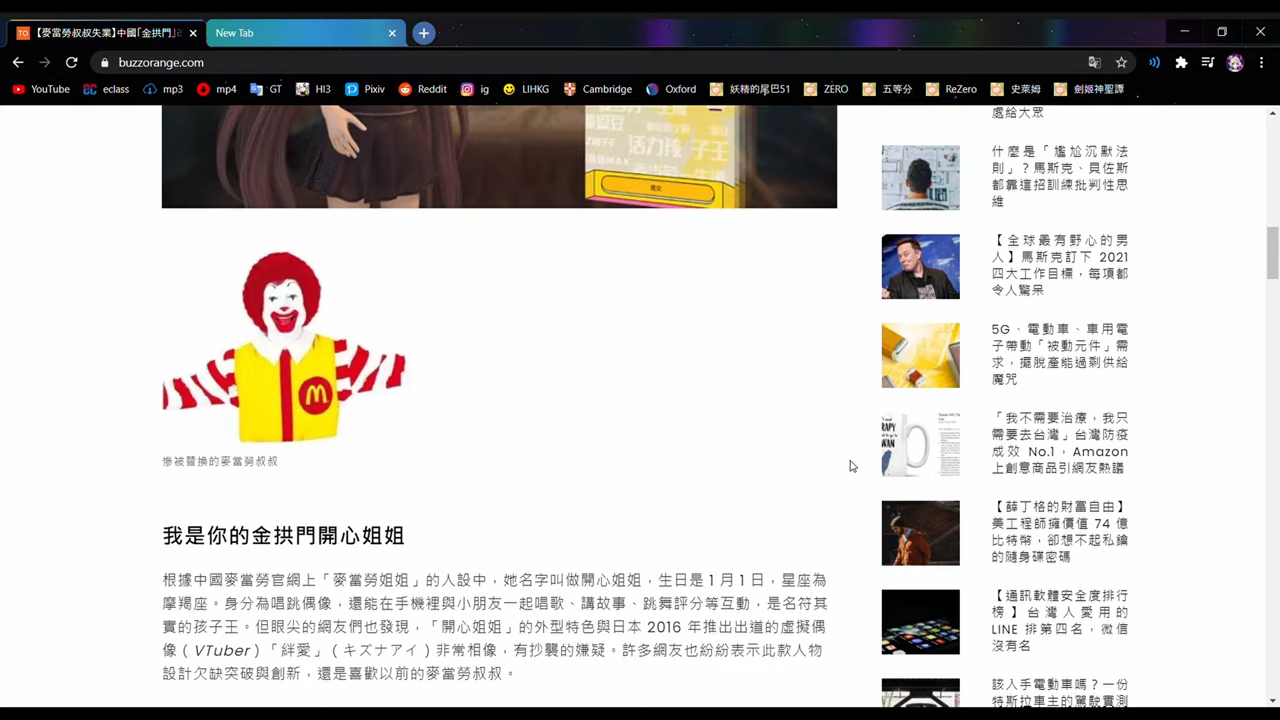 【麥當勞叔叔失業】中國「金拱門」
New Tab
buzzorange.com
YouTube eclass mp3 mp4 GT HI3 Pixiv Reddit ig LIHKG Cambridge Oxford 妖精的尾巴51 ZERO 五等分 ReZero 史萊姆 劍姬神聖譚
活力孩 子王
慘被替換的麥當勞叔叔
我是你的金拱門開心姐姐
根據中國麥當勞官網上「麥當勞姐姐」的人設中，她名字叫做開心姐姐，生日是 1 月 1 日，星座為
摩羯座。身分為唱跳偶像，還能在手機裡與小朋友一起唱歌、講故事、跳舞評分等互動，是名符其
實的孩子王。但眼尖的網友們也發現，「開心姐姐」的外型特色與日本 2016 年推出出道的虛擬偶
像（VTuber）「絆愛」（キズナアイ）非常相像，有抄襲的嫌疑。許多網友也紛紛表示此款人物
設計欠缺突破與創新，還是喜歡以前的麥當勞叔叔。
處給大眾
什麼是「尷尬沉默法
則」？馬斯克、貝佐斯
都靠這招訓練批判性思
維
【全球最有野心的男
人】馬斯克訂下 2021
四大工作目標，每項都
令人驚呆
5G、電動車、車用電
子帶動「被動元件」需
求，擺脫產能過剩供給
魔咒
「我不需要治療，我只
需要去台灣」台灣防疫
成效 No.1，Amazon
上創意商品引網友熱議
【薛丁格的財富自由】
美工程師擁價值 74 億
比特幣，卻想不起私鑰
的隨身碟密碼
【通訊軟體安全度排行
榜】台灣人愛用的
LINE 排第四名，微信
沒有名
該入手電動車嗎？一份
特斯拉車主的駕駛實測